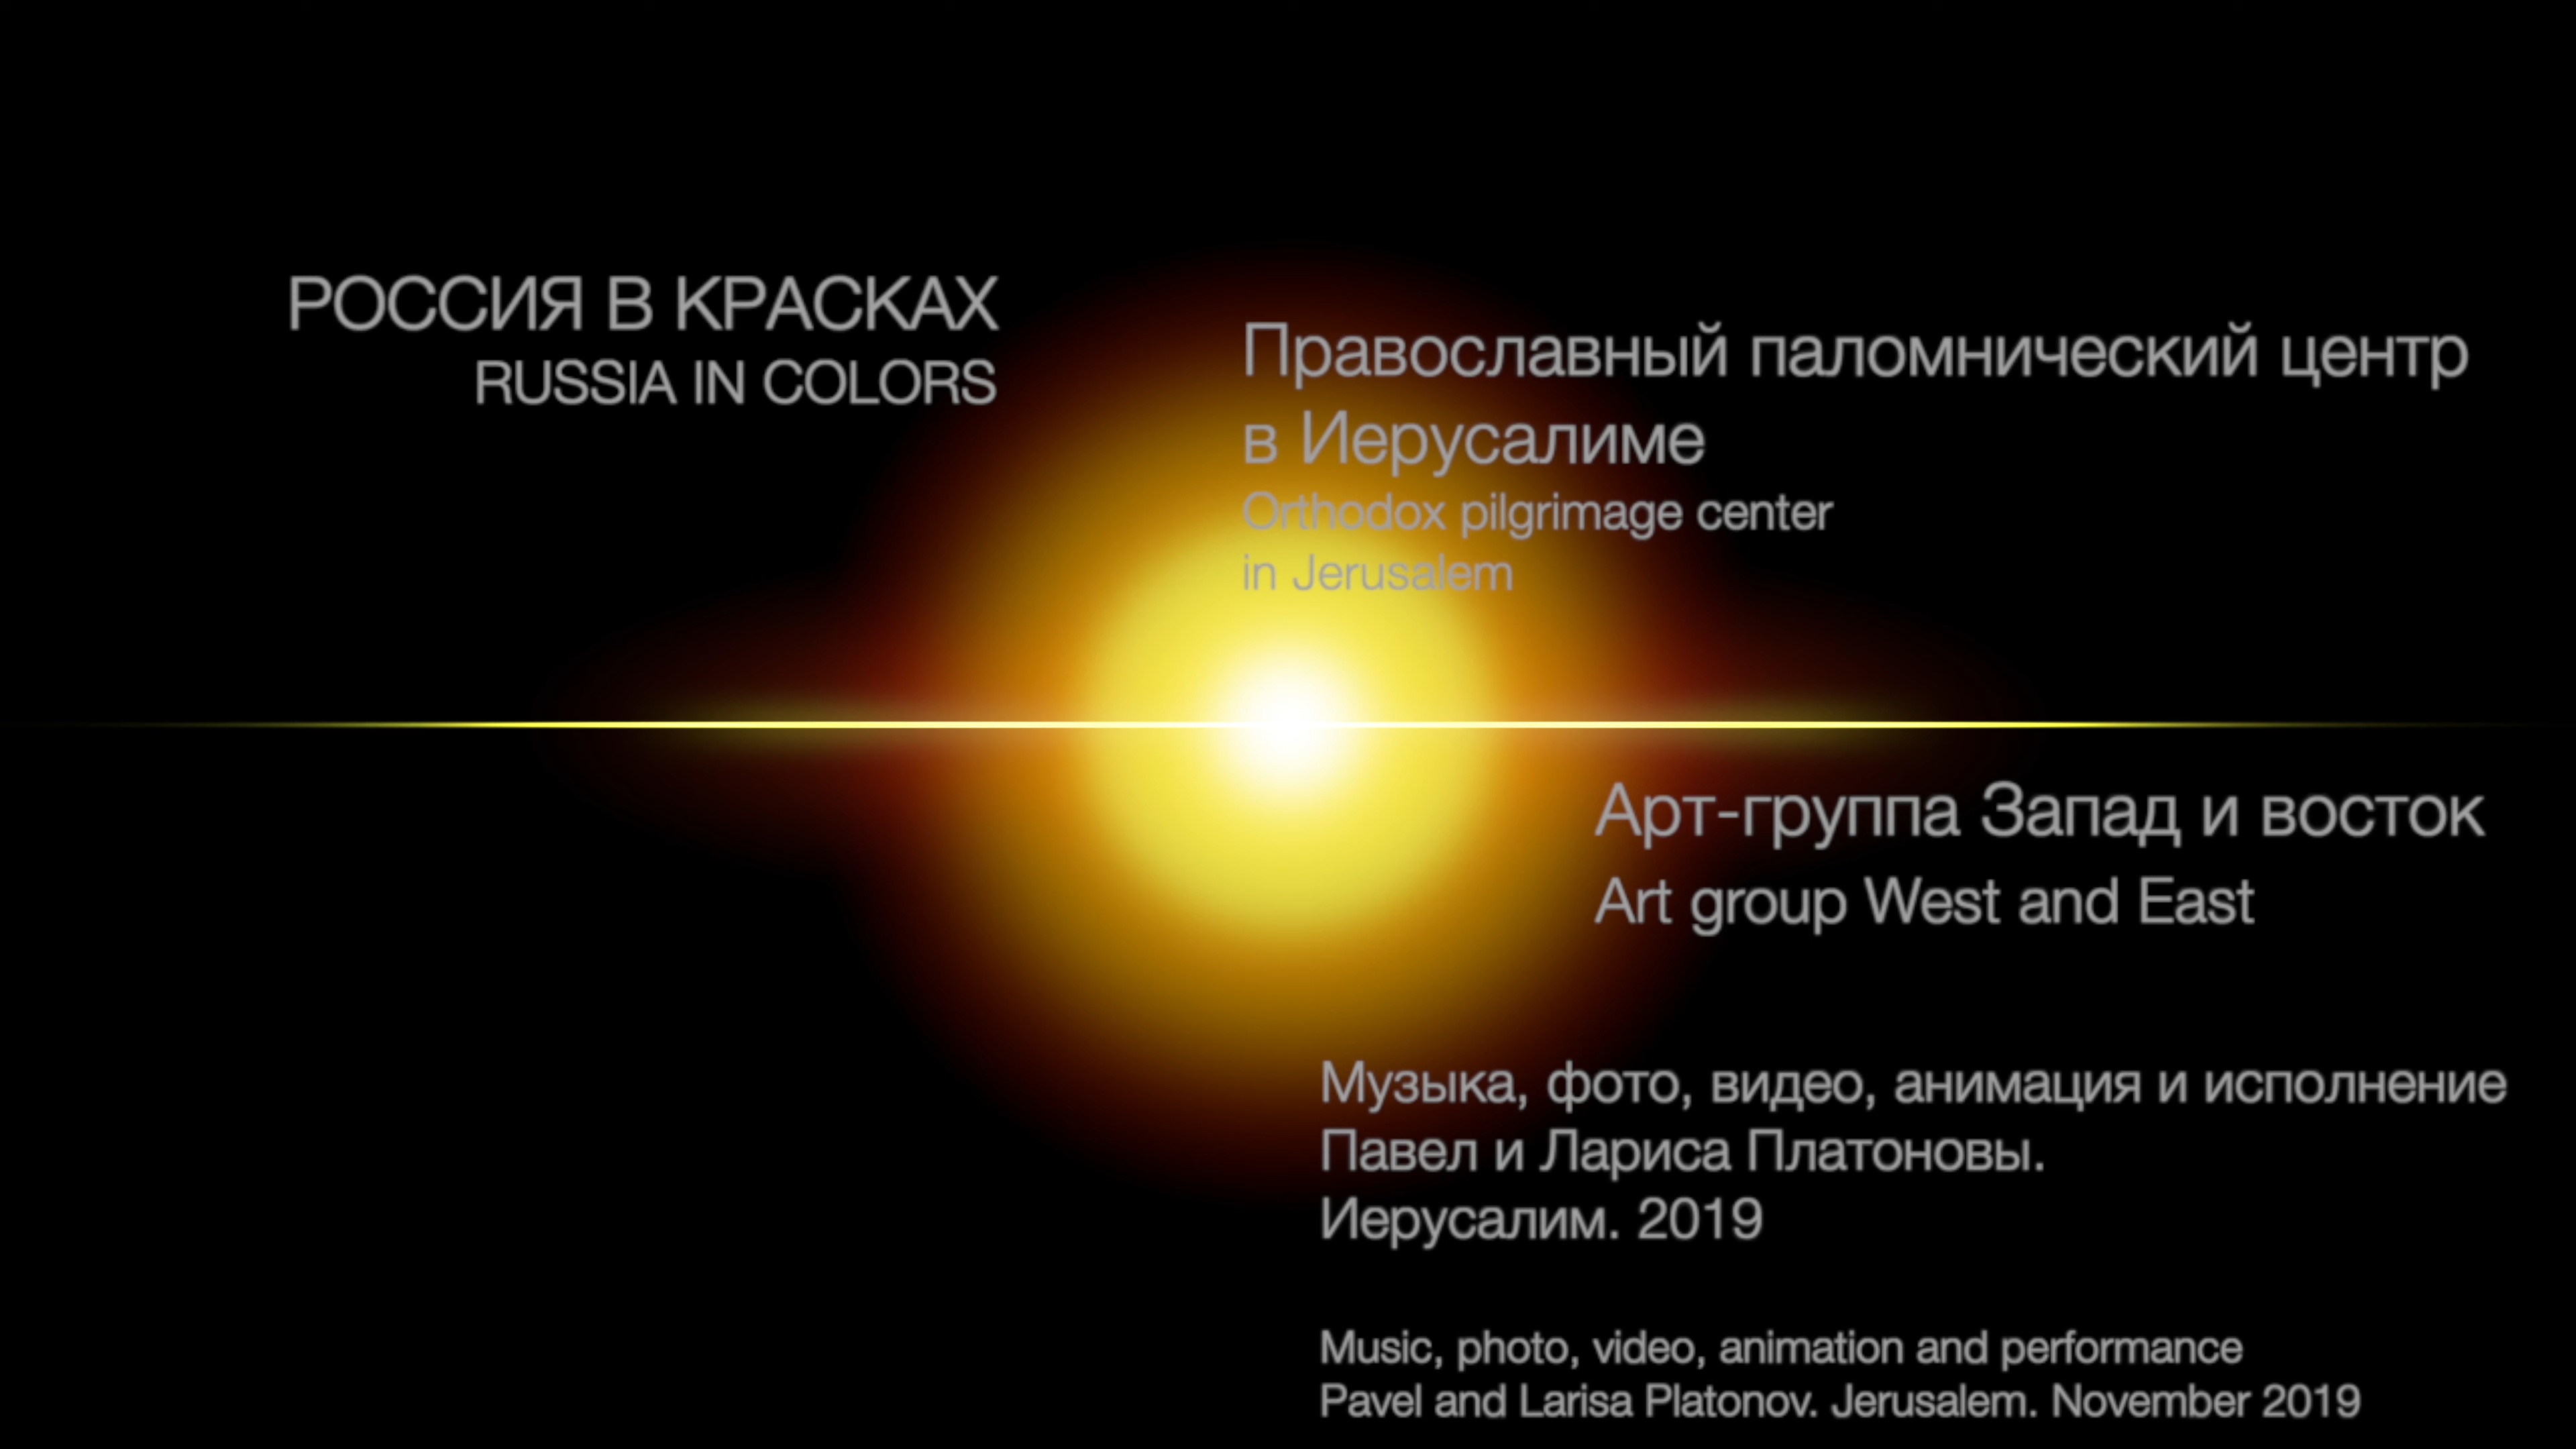 РОССИЯ В КРАСКАХ
RUSSIA IN COLORS
Православный паломнический центр
в Иерусалиме
Orthodox pilgrimage center
in Jerusalem
Арт-группа Запад и восток
Art group West and East
Музыка, фото, видео, анимация и исполнение
Павел и Лариса Платоновы.
Иерусалим. 2019
Music, photo, video, animation and performance
Pavel and Larisa Platonov. Jerusalem. November 2019